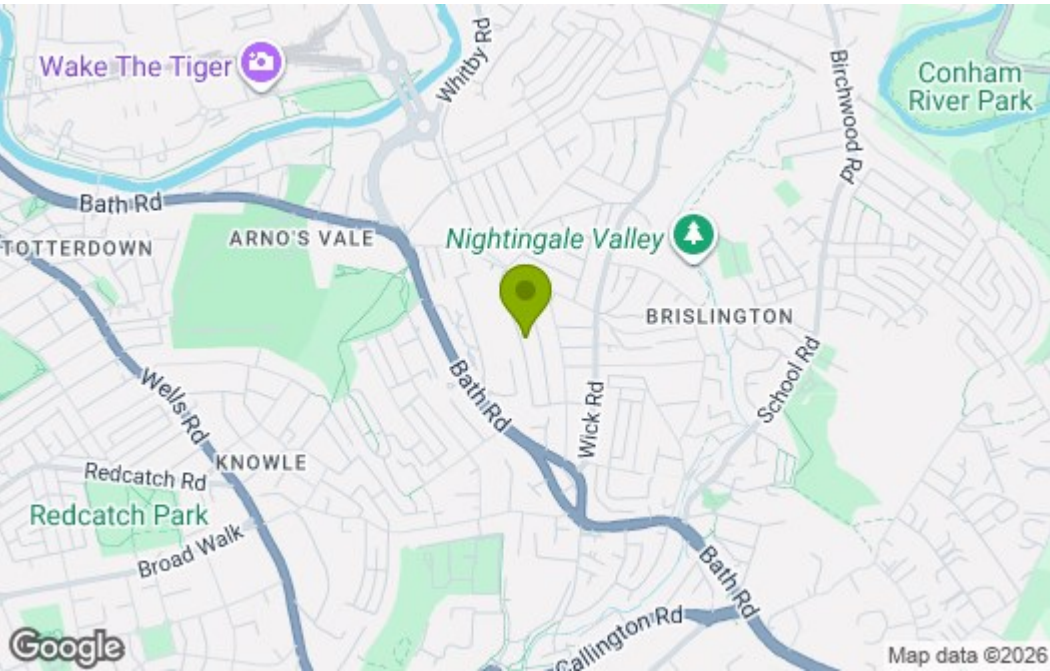 Wake The Tiger
Whitby Rd
Birchwood Rd
Conham
River Park
Bath Rd
TOTTERDOWN
ARNO'S VALE
Nightingale Valley
BRISLINGTON
Bath Rd
Wick Rd
School Rd
Wells Rd
KNOWLE
Redcatch Rd
Redcatch Park
Broad Walk
Bath Rd
Callington Rd
Google
Map data ©2026